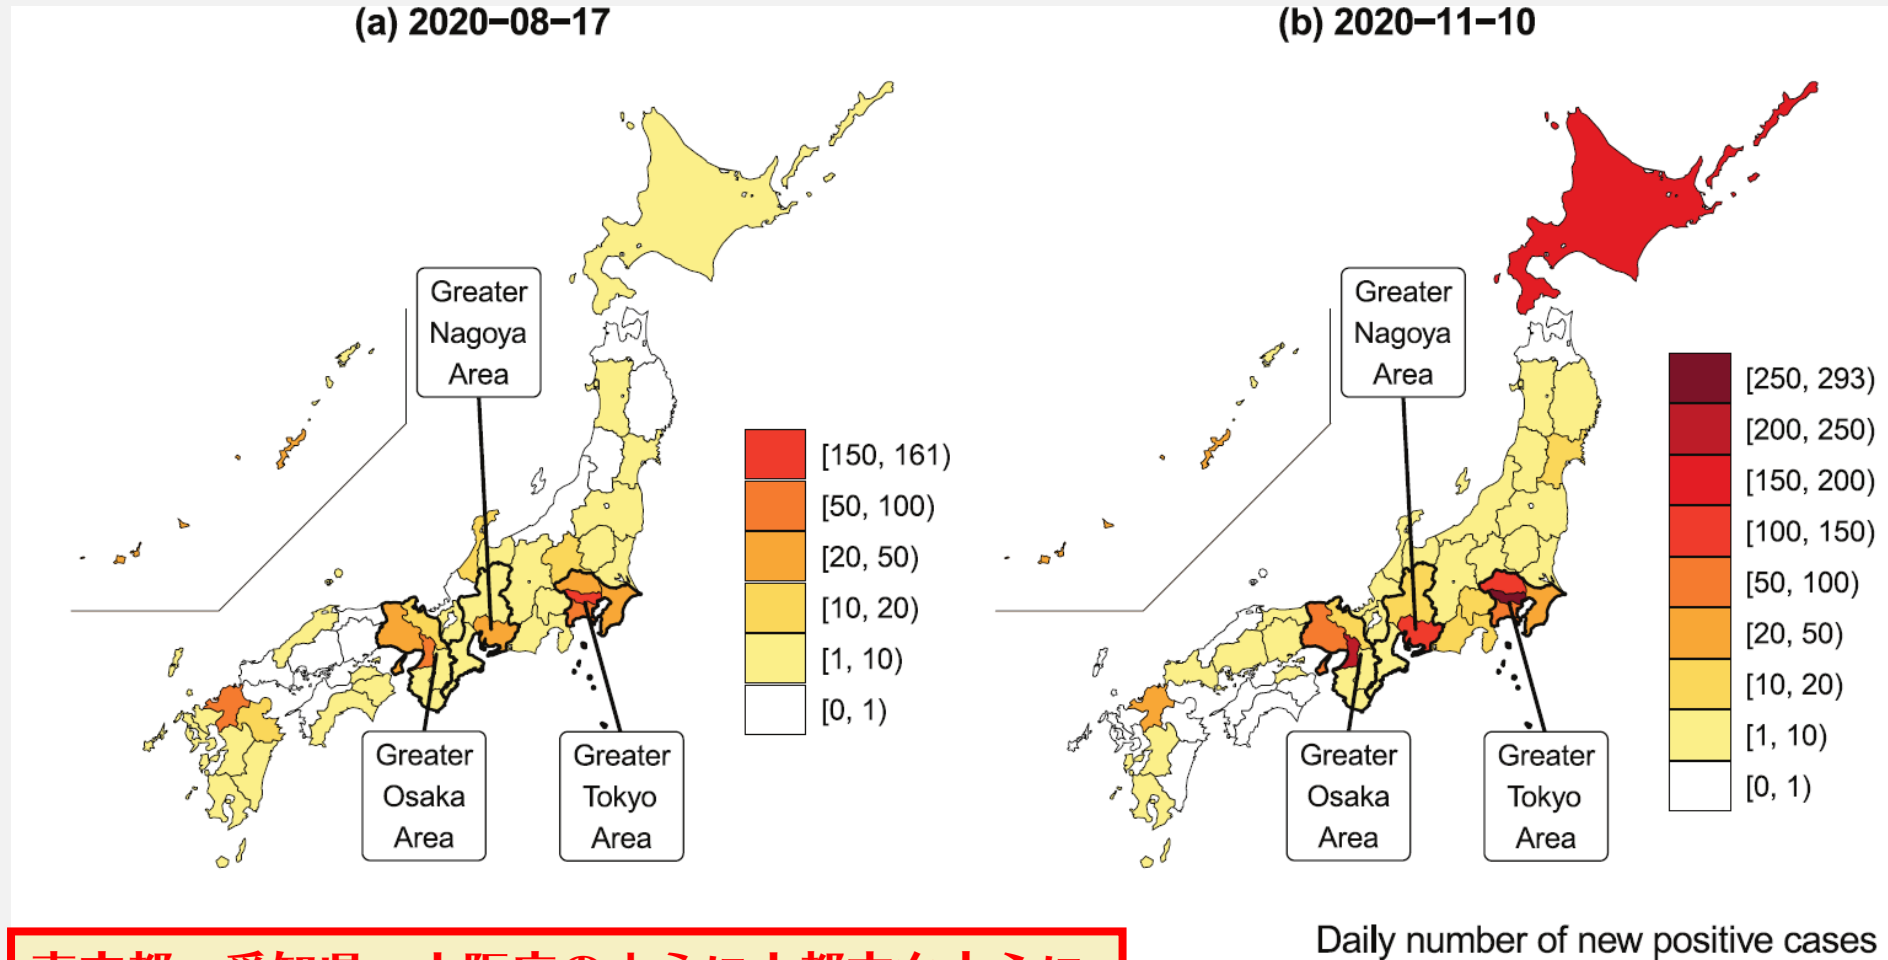 (a) 2020−08−17
Greater
Nagoya
Area
[150, 161)
[50, 100)
[20, 50)
[10, 20)
[1, 10)
[0, 1)
Greater
Osaka
Area
Greater
Tokyo
Area
(b) 2020−11−10
Greater
Nagoya
Area
[250, 293)
[200, 250)
[150, 200)
[100, 150)
[50, 100)
[20, 50)
[10, 20)
[1, 10)
[0, 1)
Greater
Osaka
Area
Greater
Tokyo
Area
Daily number of new positive cases